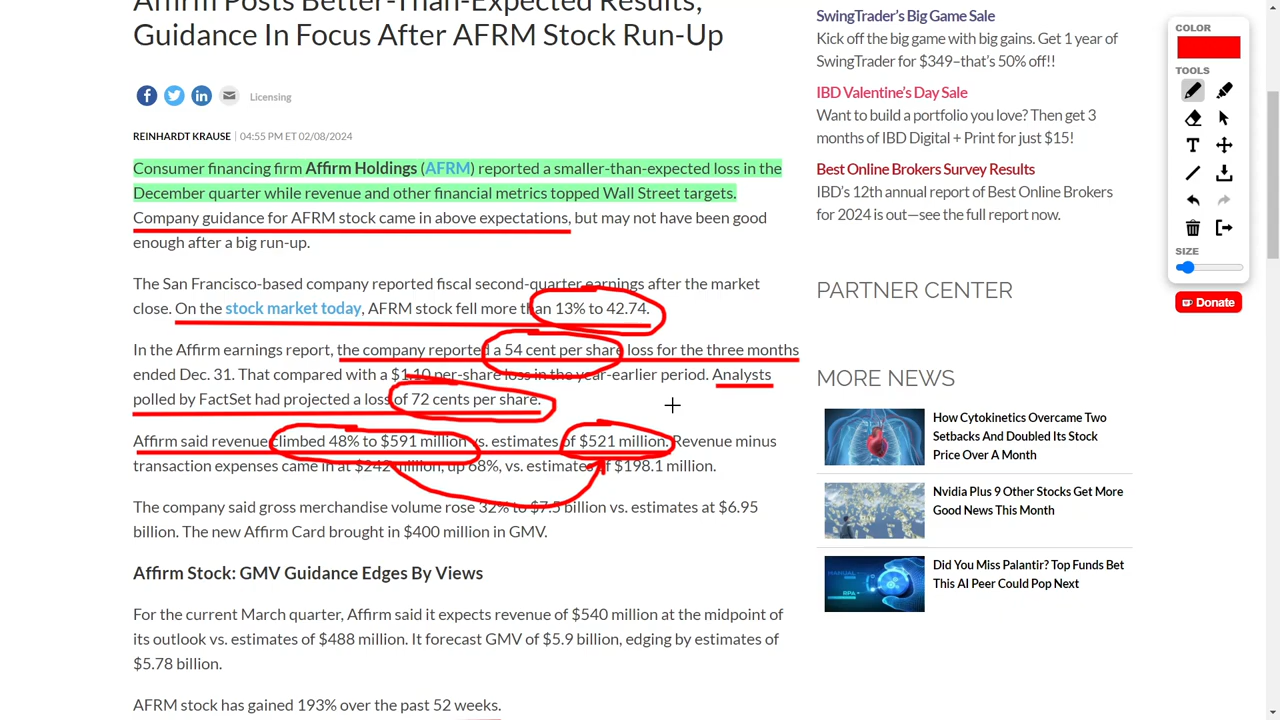 Affirm Posts Better-Than-Expected Results,
Guidance In Focus After AFRM Stock Run-Up
Licensing
REINHARDT KRAUSE | 04:55 PM ET 02/08/2024
Consumer financing firm Affirm Holdings (AFRM) reported a smaller-than-expected loss in the
December quarter while revenue and other financial metrics topped Wall Street targets.
Company guidance for AFRM stock came in above expectations, but may not have been good
enough after a big run-up.
The San Francisco-based company reported fiscal second-quarter earnings after the market
close. On the stock market today, AFRM stock fell more than 13% to 42.74.
In the Affirm earnings report, the company reported a 54 cent per share loss for the three months
ended Dec. 31. That compared with a $1.10 per-share loss in the year-earlier period. Analysts
polled by FactSet had projected a loss of 72 cents per share.
Affirm said revenue climbed 48% to $591 million vs. estimates of $521 million. Revenue minus
transaction expenses came in at $242 million, up 68%, vs. estimates of $198.1 million.
The company said gross merchandise volume rose 32% to $7.5 billion vs. estimates at $6.95
billion. The new Affirm Card brought in $400 million in GMV.
Affirm Stock: GMV Guidance Edges By Views
For the current March quarter, Affirm said it expects revenue of $540 million at the midpoint of
its outlook vs. estimates of $488 million. It forecast GMV of $5.9 billion, edging by estimates of
$5.78 billion.
AFRM stock has gained 193% over the past 52 weeks.
SwingTrader's Big Game Sale
Kick off the big game with big gains. Get 1 year of
SwingTrader for $349–that's 50% off!!
IBD Valentine's Day Sale
Want to build a portfolio you love? Then get 3
months of IBD Digital + Print for just $15!
Best Online Brokers Survey Results
IBD's 12th annual report of Best Online Brokers
for 2024 is out—see the full report now.
PARTNER CENTER
MORE NEWS
How Cytokinetics Overcame Two
Setbacks And Doubled Its Stock
Price Over A Month
Nvidia Plus 9 Other Stocks Get More
Good News This Month
Did You Miss Palantir? Top Funds Bet
This AI Peer Could Pop Next
COLOR
TOOLS
T
SIZE
Donate